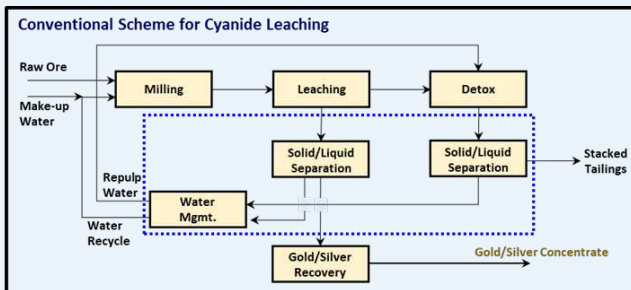 Conventional Scheme for Cyanide Leaching
Raw Ore
Make-up
Water
Milling
Leaching
Detox
Solid/Liquid
Separation
Solid/Liquid
Separation
Stacked
Tailings
Repulp
Water
Water
Mgmt.
Water
Recycle
Gold/Silver
Recovery
Gold/Silver Concentrate